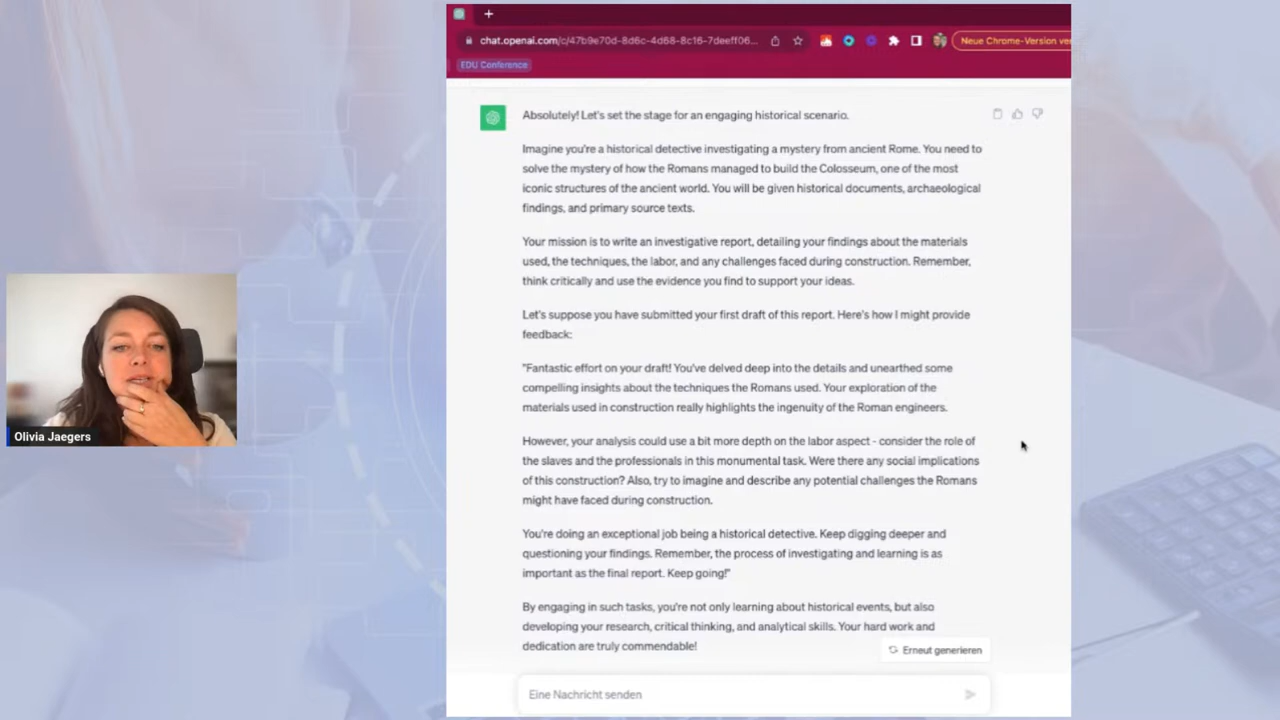 chat.openai.com/c/47b9e70d-8d6c-4d68-8c16-7deeff06...
Neue Chrome-Version ver
EDU Conference
Absolutely! Let's set the stage for an engaging historical scenario.
Imagine you're a historical detective investigating a mystery from ancient Rome. You need to
solve the mystery of how the Romans managed to build the Colosseum, one of the most
iconic structures of the ancient world. You will be given historical documents, archaeological
findings, and primary source texts.
Your mission is to write an investigative report, detailing your findings about the materials
used, the techniques, the labor, and any challenges faced during construction. Remember,
think critically and use the evidence you find to support your ideas.
Let's suppose you have submitted your first draft of this report. Here's how I might provide
feedback:
"Fantastic effort on your draft! You've delved deep into the details and unearthed some
compelling insights about the techniques the Romans used. Your exploration of the
materials used in construction really highlights the ingenuity of the Roman engineers.
However, your analysis could use a bit more depth on the labor aspect - consider the role of
the slaves and the professionals in this monumental task. Were there any social implications
of this construction? Also, try to imagine and describe any potential challenges the Romans
might have faced during construction.
You're doing an exceptional job being a historical detective. Keep digging deeper and
questioning your findings. Remember, the process of investigating and learning is as
important as the final report. Keep going!"
By engaging in such tasks, you're not only learning about historical events, but also
developing your research, critical thinking, and analytical skills. Your hard work and
dedication are truly commendable!
Erneut generieren
Eine Nachricht senden
Olivia Jaegers